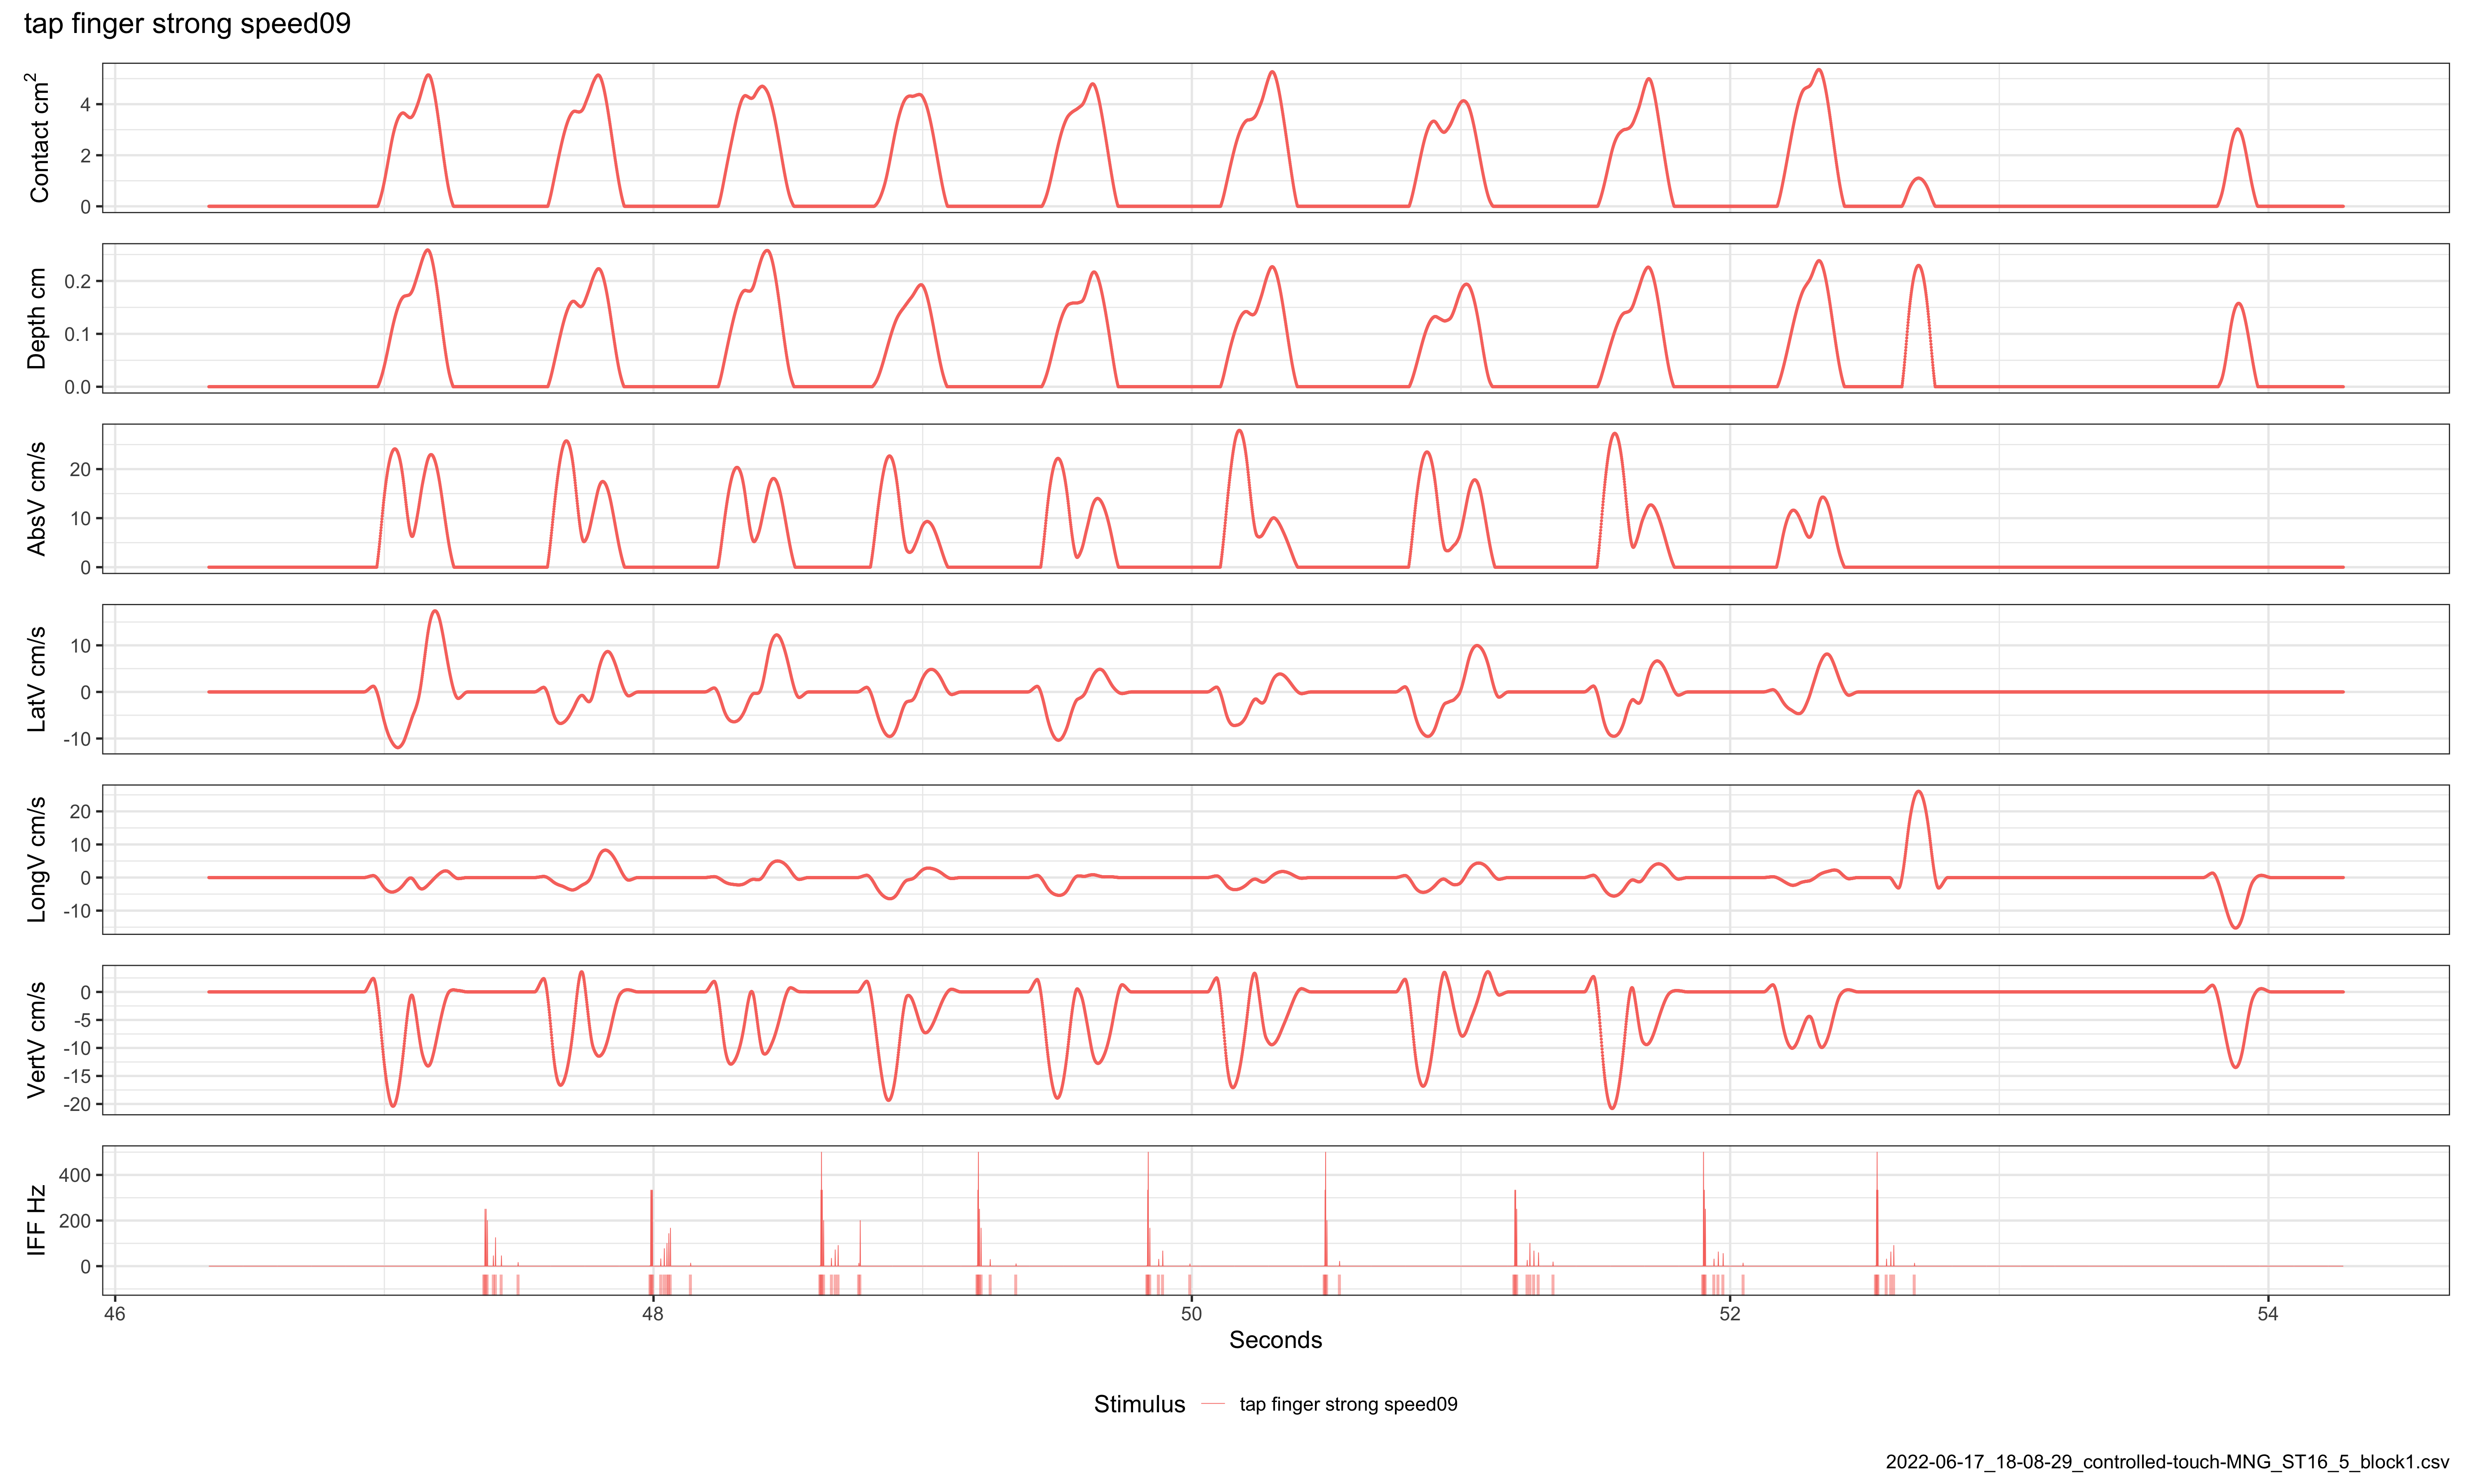 tap finger strong speed09
Contact cm2
4
2
0
Depth cm
0.2
0.1
0.0
AbsV cm/s
20
10
0
LatV cm/s
10
0
-10
LongV cm/s
20
10
0
-10
VertV cm/s
0
-5
-10
-15
-20
IFF Hz
400
200
0
46 48 50 52 54
Seconds
Stimulus tap finger strong speed09
2022-06-17_18-08-29_controlled-touch-MNG_ST16_5_block1.csv